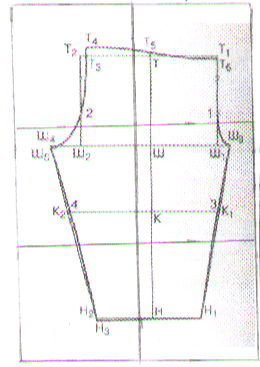 Т₄
Т₂ Т₅ Т₁
Т₃ Т Т₆
2 1
Ш₄ Ш₃
Ш₅ Ш₂ Ш Ш₁
К₂ 4 3
К К₁
Н₂ Н Н₁
Н₃